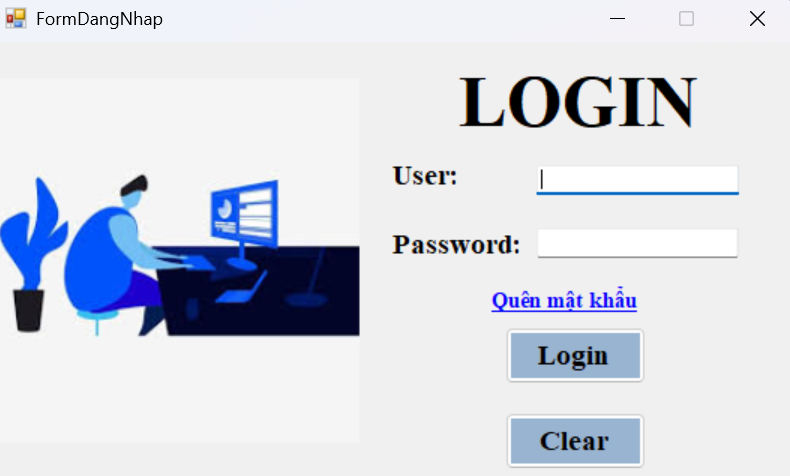 FormDangNhap
LOGIN
User:
Password:
Quên mật khẩu
Login
Clear